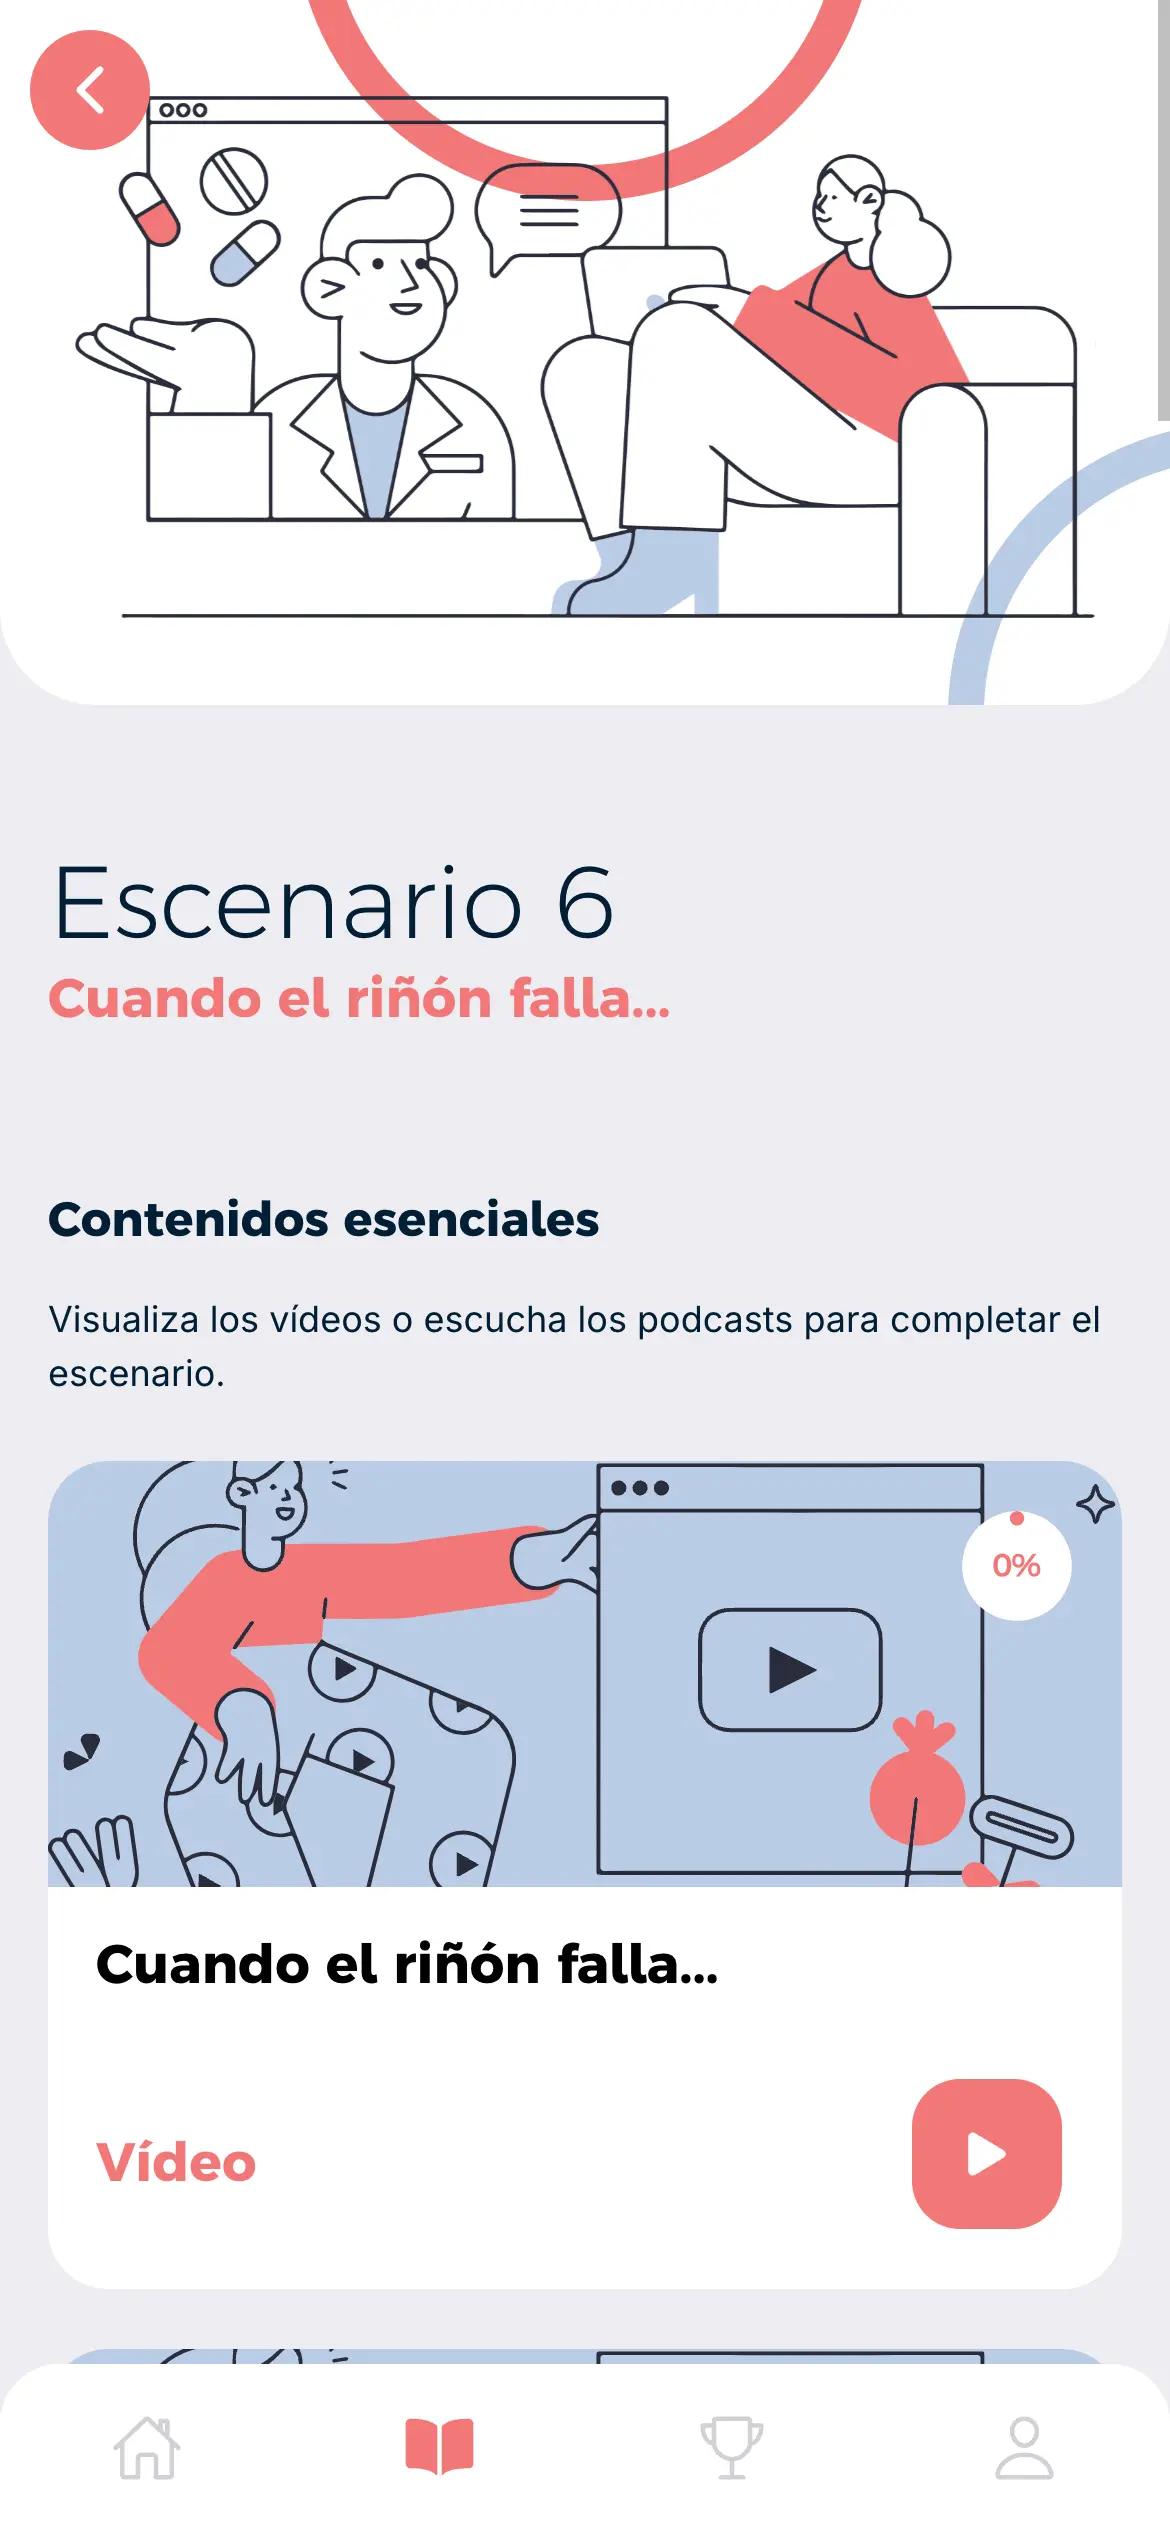 Escenario 6
Cuando el riñón falla...
Contenidos esenciales
Visualiza los vídeos o escucha los podcasts para completar el
escenario.
0%
Cuando el riñón falla...
Vídeo